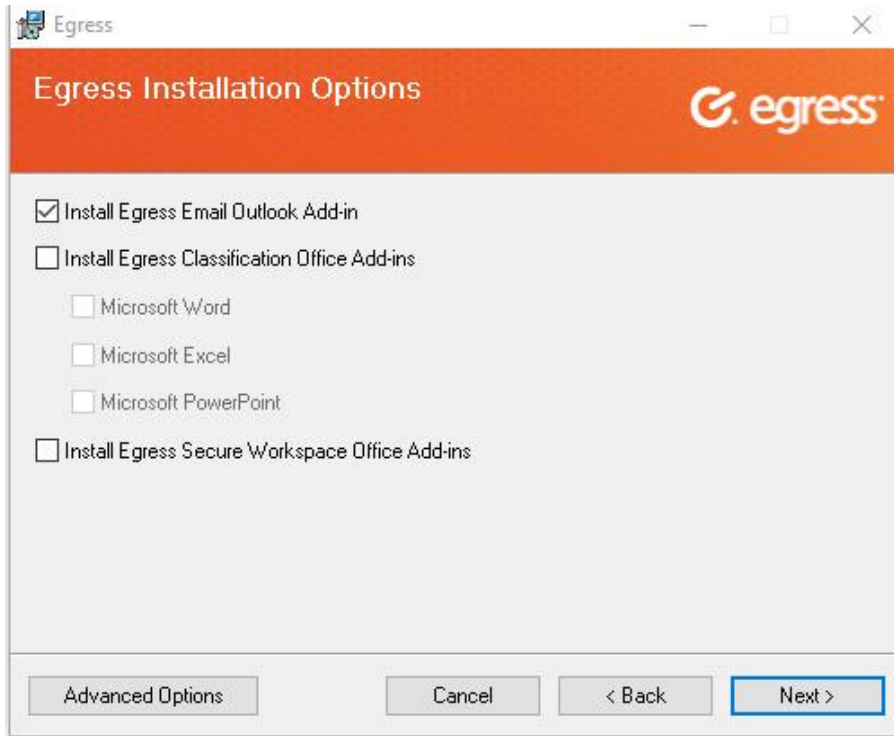 Egress
Egress Installation Options
egress
Install Egress Email Outlook Add-in
Install Egress Classification Office Add-ins
Microsoft Word
Microsoft Excel
Microsoft PowerPoint
Install Egress Secure Workspace Office Add-ins
Advanced Options
Cancel
< Back
Next >